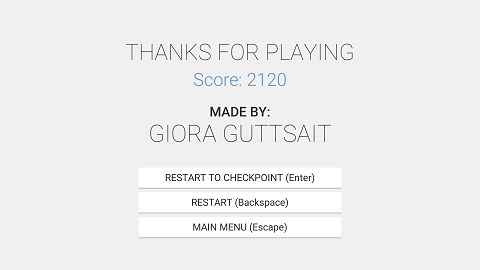 THANKS FOR PLAYING
Score: 2120
MADE BY:
GIORA GUTTSAIT
RESTART TO CHECKPOINT (Enter)
RESTART (Backspace)
MAIN MENU (Escape)